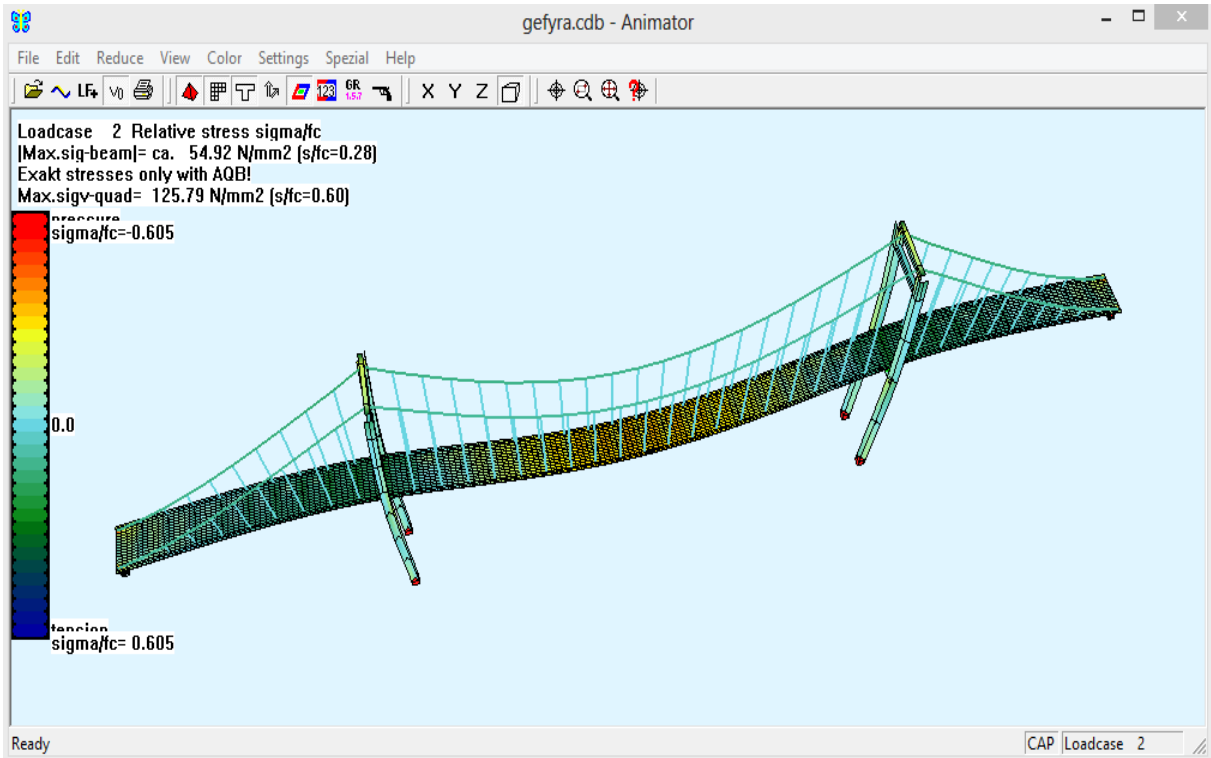 gefyra.cdb - Animator
File Edit Reduce View Color Settings Spezial Help
LF+ V0 123 GR 1.5.7 X Y Z
Loadcase 2 Relative stress sigma/fc
|Max.sig-beam|= ca. 54.92 N/mm2 (s/fc=0.28)
Exakt stresses only with AQB!
Max.sigv-quad= 125.79 N/mm2 (s/fc=0.60)
pressure
sigma/fc=-0.605
0.0
tension
sigma/fc= 0.605
Ready
CAP Loadcase 2